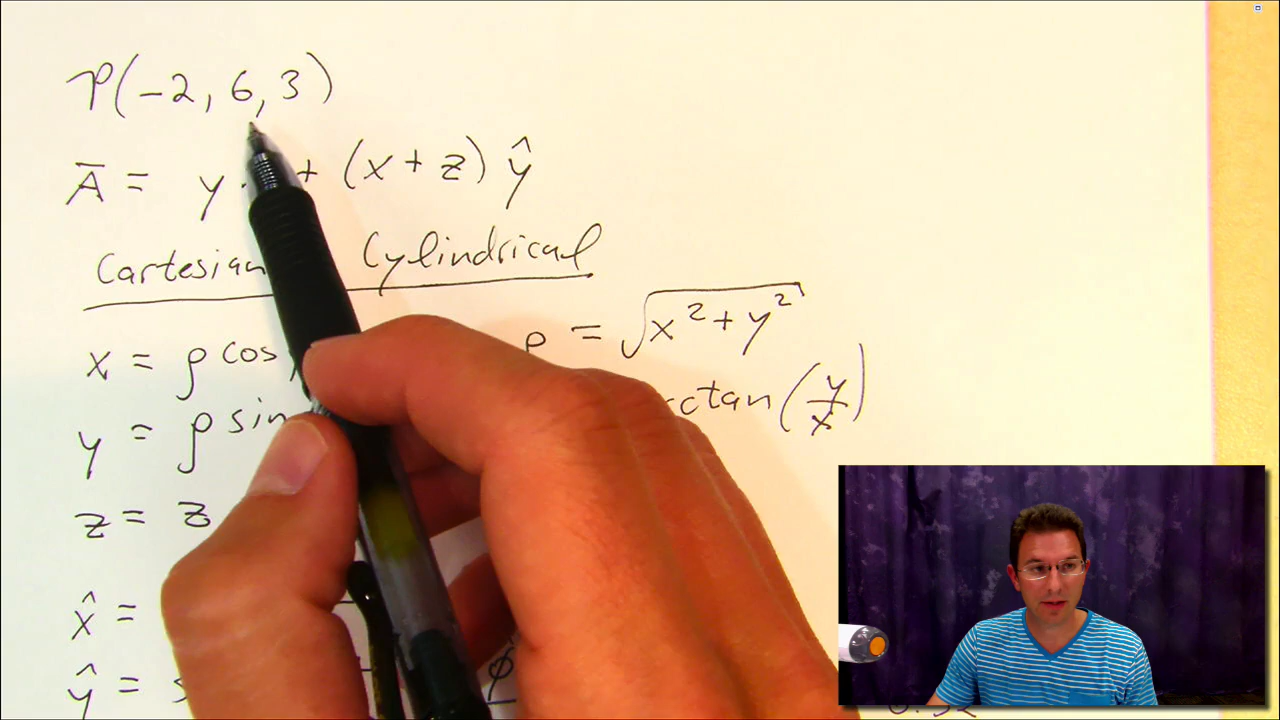 P(-2, 6, 3)
Ā = y + (x + z) ŷ
Cartesian Cylindrical
x = ρ cos ρ = √(x² + y²)
y = ρ sin ctan(y/x)
z = z
x̂ =
ŷ = φ